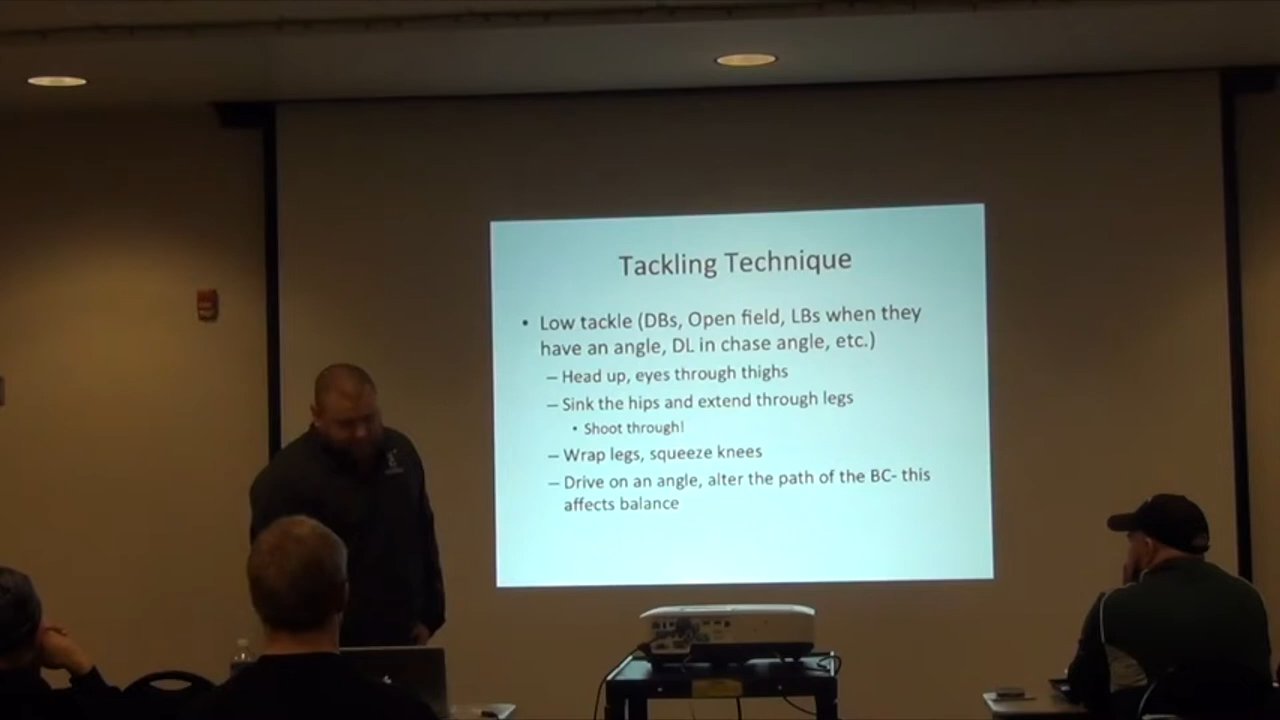 Tackling Technique
• Low tackle (DBs, Open field, LBs when they
have an angle, DL in chase angle, etc.)
– Head up, eyes through thighs
– Sink the hips and extend through legs
• Shoot through!
– Wrap legs, squeeze knees
– Drive on an angle, alter the path of the BC- this
affects balance